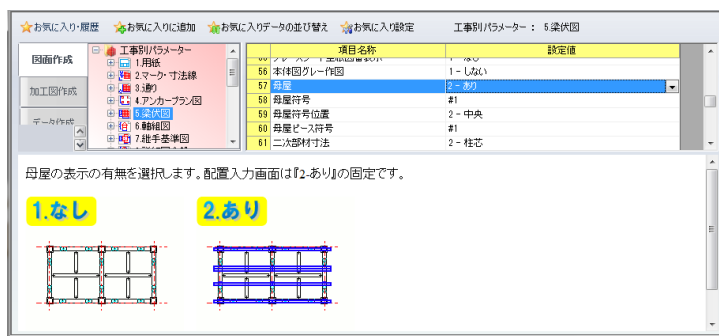 お気に入り・履歴 お気に入りに追加 お気に入りデータの並び替え お気に入り設定 工事別パラメーター : 5.梁伏図
図面作成
加工図作成
データ作成
工事別パラメーター
1.用紙
2.マーク・寸法線
3.通り
4.アンカープラン図
5.梁伏図
6.軸組図
7.継手基準図
項目名称 設定値
56 本体図グレー作図 1 - しない
57 母屋 2 - あり
58 母屋符号 #1
59 母屋符号位置 2 - 中央
60 母屋ピース符号 #1
61 二次部材寸法 2 - 柱芯
母屋の表示の有無を選択します。配置入力画面は『2.あり』の固定です。
1.なし 2.あり